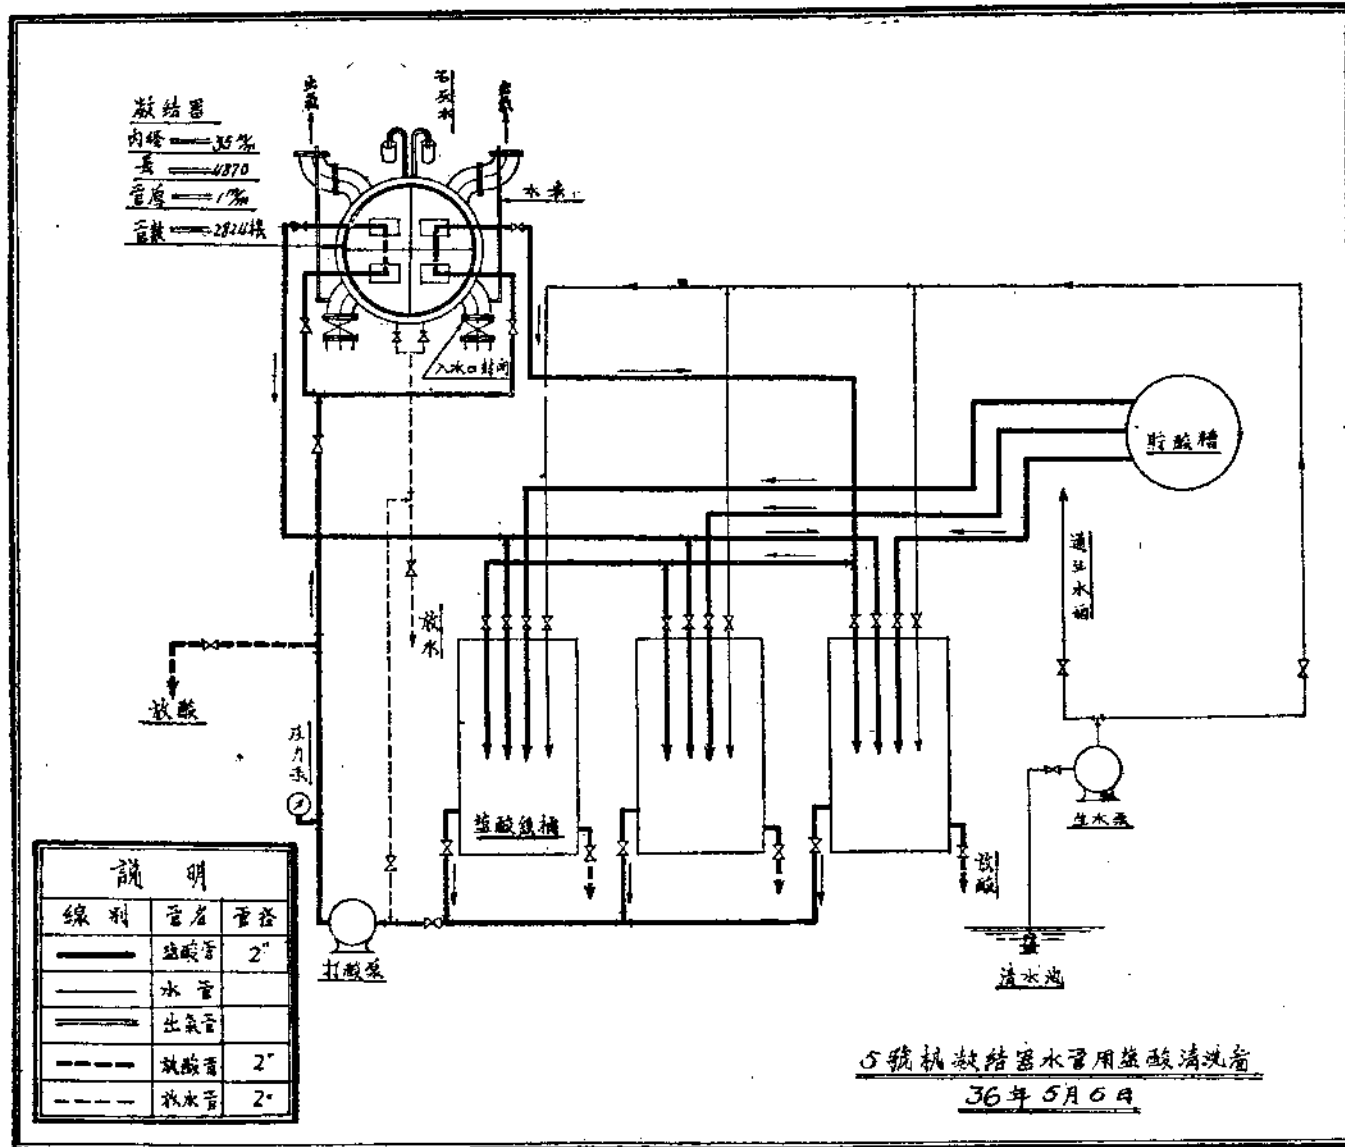 凝結器
內徑 35 m/m
長 4870
管厚 1 m/m
管數 2824根
出氣
石灰水
出氣
水素
入水口封閉
貯酸槽
通生水箱
放水
放酸
壓力表
鹽酸儲槽
放酸
生水泵
清水池
打酸泵
說明
線別 管名 管徑
鹽酸管 2"
水管
出氣管
放酸管 2"
放水管 2"
5號機凝結器水管用鹽酸清洗圖
36年5月6日